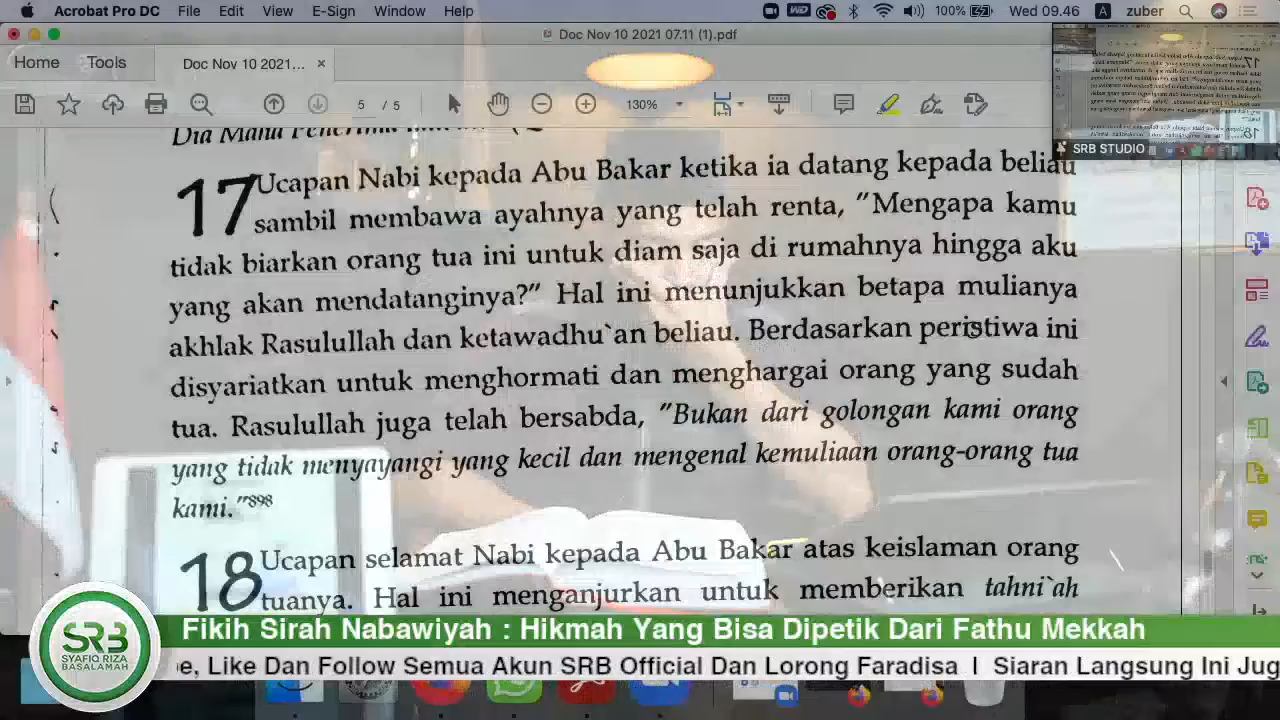 Acrobat Pro DC File Edit View E-Sign Window Help 100% Wed 09.46 A zuber
Doc Nov 10 2021 07.11 (1).pdf
Home Tools Doc Nov 10 2021... ×
5 / 5 130%
SRB STUDIO
Dia Maha
17 Ucapan Nabi kepada Abu Bakar ketika ia datang kepada beliau
sambil membawa ayahnya yang telah renta, "Mengapa kamu
tidak biarkan orang tua ini untuk diam saja di rumahnya hingga aku
yang akan mendatanginya?" Hal ini menunjukkan betapa mulianya
akhlak Rasulullah dan ketawadhu`an beliau. Berdasarkan peristiwa ini
disyariatkan untuk menghormati dan menghargai orang yang sudah
tua. Rasulullah juga telah bersabda, "Bukan dari golongan kami orang
yang tidak menyayangi yang kecil dan mengenal kemuliaan orang-orang tua
kami."898
18 Ucapan selamat Nabi kepada Abu Bakar atas keislaman orang
tuanya. Hal ini menganjurkan untuk memberikan tahni`ah
Fikih Sirah Nabawiyah : Hikmah Yang Bisa Dipetik Dari Fathu Mekkah
e, Like Dan Follow Semua Akun SRB Official Dan Lorong Faradisa I Siaran Langsung Ini Jug
SRB
SYAFIQ RIZA
BASALAMAH